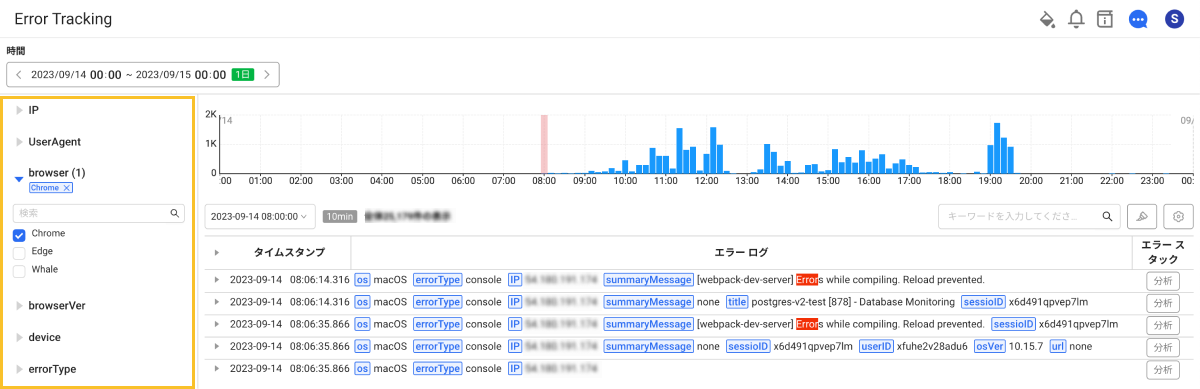 Error Tracking
S
時間
2023/09/14 00:00 ~ 2023/09/15 00:00 1日
IP
UserAgent
browser (1)
Chrome
検索
Chrome
Edge
Whale
browserVer
device
errorType
2K
1K
0
14
09/
:00 01:00 02:00 03:00 04:00 05:00 06:00 07:00 08:00 09:00 10:00 11:00 12:00 13:00 14:00 15:00 16:00 17:00 18:00 19:00 20:00 21:00 22:00 23:00 00:
2023-09-14 08:00:00 10min
キーワードを入力してくださ...
タイムスタンプ エラー ログ エラー スタック
2023-09-14 08:06:14.316 os macOS errorType console IP summaryMessage [webpack-dev-server] Errors while compiling. Reload prevented. 分析
2023-09-14 08:06:14.316 os macOS errorType console IP summaryMessage none title postgres-v2-test [878] - Database Monitoring sessioID x6d491qpvep7lm 分析
2023-09-14 08:06:35.866 os macOS errorType console IP summaryMessage [webpack-dev-server] Errors while compiling. Reload prevented. sessioID x6d491qpvep7lm 分析
2023-09-14 08:06:35.866 os macOS errorType console IP summaryMessage none sessioID x6d491qpvep7lm userID xfuhe2v28adu6 osVer 10.15.7 url none 分析
2023-09-14 08:06:35.866 os macOS errorType console IP 分析